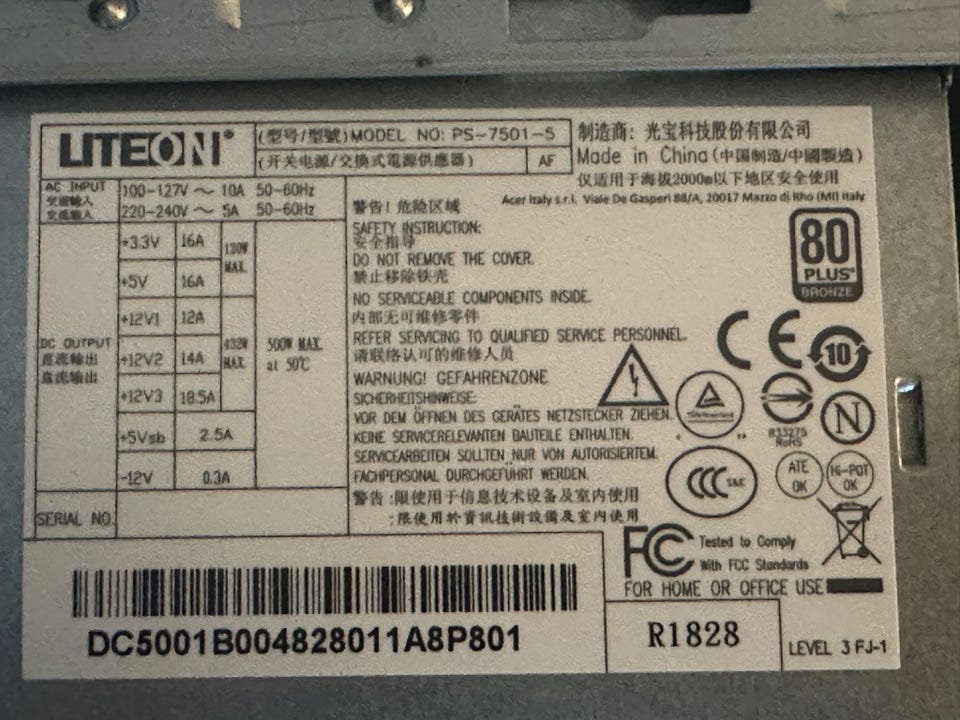 LITEON®
(型号/型號) MODEL NO: PS-7501-5
(开关电源/交换式電源供應器)
AF
制造商: 光宝科技股份有限公司
Made in China (中国制造/中國製造)
仅适用于海拔2000m以下地区安全使用
Acer Italy s.r.l. Viale De Gasperi 88/A, 20017 Mazzo di Rho (MI) Italy
AC INPUT
交流输入
交流輸入
100-127V ～ 10A 50-60Hz
220-240V ～ 5A 50-60Hz
DC OUTPUT
直流输出
直流輸出
+3.3V 16A
+5V 16A
120W MAX.
+12V1 12A
+12V2 14A
+12V3 18.5A
432W MAX.
+5Vsb 2.5A
-12V 0.3A
500W MAX.
at 50℃
SERIAL NO.
警告! 危险区域
SAFETY INSTRUCTION:
安全指导
DO NOT REMOVE THE COVER.
禁止移除铁壳
NO SERVICEABLE COMPONENTS INSIDE.
内部无可维修零件
REFER SERVICING TO QUALIFIED SERVICE PERSONNEL.
请联络认可的维修人员
WARNUNG! GEFAHRENZONE
SICHERHEITSHINWEISE:
VOR DEM ÖFFNEN DES GERÄTES NETZSTECKER ZIEHEN.
KEINE SERVICERELEVANTEN BAUTEILE ENTHALTEN.
SERVICEARBEITEN SOLLTEN NUR VON AUTORISIERTEM.
FACHPERSONAL DURCHGEFÜHRT WERDEN.
警告:限使用于信息技术设备及室内使用
:限使用於資訊技術設備及室內使用
80
PLUS®
BRONZE
CE
10
N
R33275
RoHS
CCC S&E
ATE OK
Hi-POT OK
FC Tested to Comply
With FCC Standards
FOR HOME OR OFFICE USE
DC5001B004828011A8P801
R1828
LEVEL 3 FJ-1